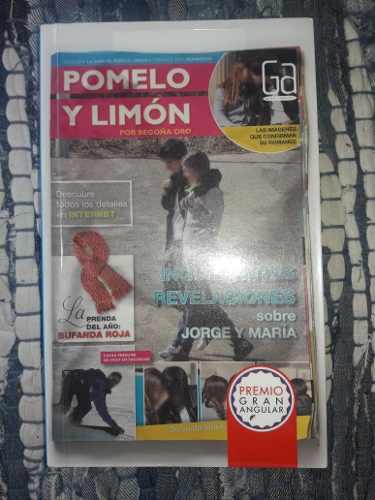 POMELO
Y LIMÓN
POR BEGOÑA ORO
Ga
LAS IMÁGENES
QUE CONFIRMAN
SU ROMANCE
Descubre
todos los detalles
en INTERNET
La
PRENDA
DEL AÑO:
BUFANDA ROJA
REVELACIONES
sobre
JORGE Y MARÍA
PREMIO
GRAN
ANGULAR